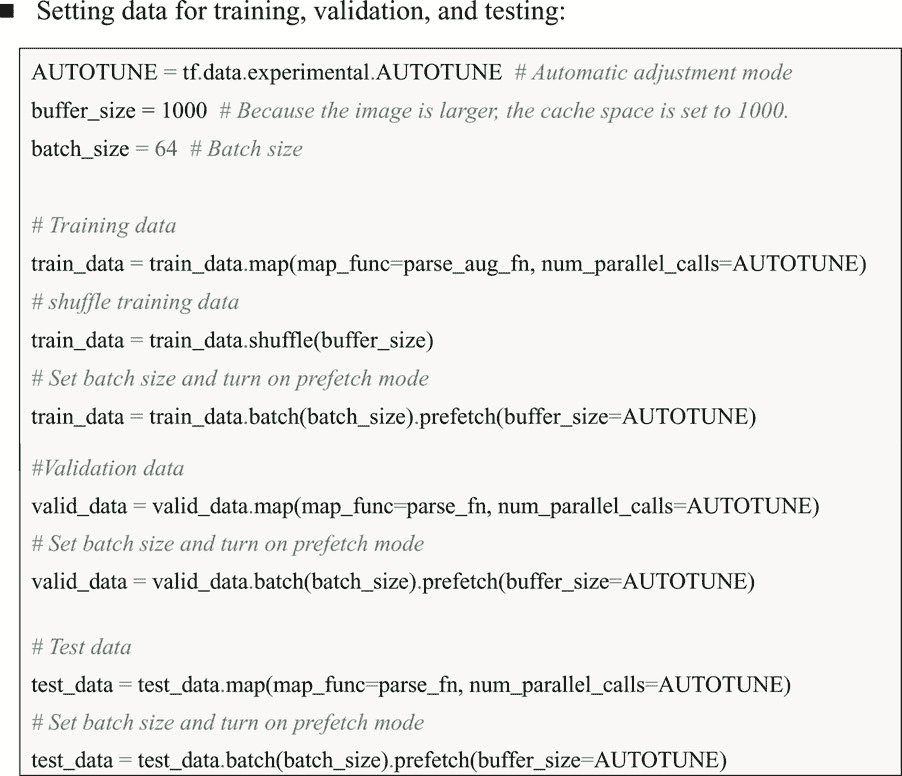 ■ Setting data for training, validation, and testing:
AUTOTUNE = tf.data.experimental.AUTOTUNE # Automatic adjustment mode
buffer_size = 1000 # Because the image is larger, the cache space is set to 1000.
batch_size = 64 # Batch size
# Training data
train_data = train_data.map(map_func=parse_aug_fn, num_parallel_calls=AUTOTUNE)
# shuffle training data
train_data = train_data.shuffle(buffer_size)
# Set batch size and turn on prefetch mode
train_data = train_data.batch(batch_size).prefetch(buffer_size=AUTOTUNE)
#Validation data
valid_data = valid_data.map(map_func=parse_fn, num_parallel_calls=AUTOTUNE)
# Set batch size and turn on prefetch mode
valid_data = valid_data.batch(batch_size).prefetch(buffer_size=AUTOTUNE)
# Test data
test_data = test_data.map(map_func=parse_fn, num_parallel_calls=AUTOTUNE)
# Set batch size and turn on prefetch mode
test_data = test_data.batch(batch_size).prefetch(buffer_size=AUTOTUNE)